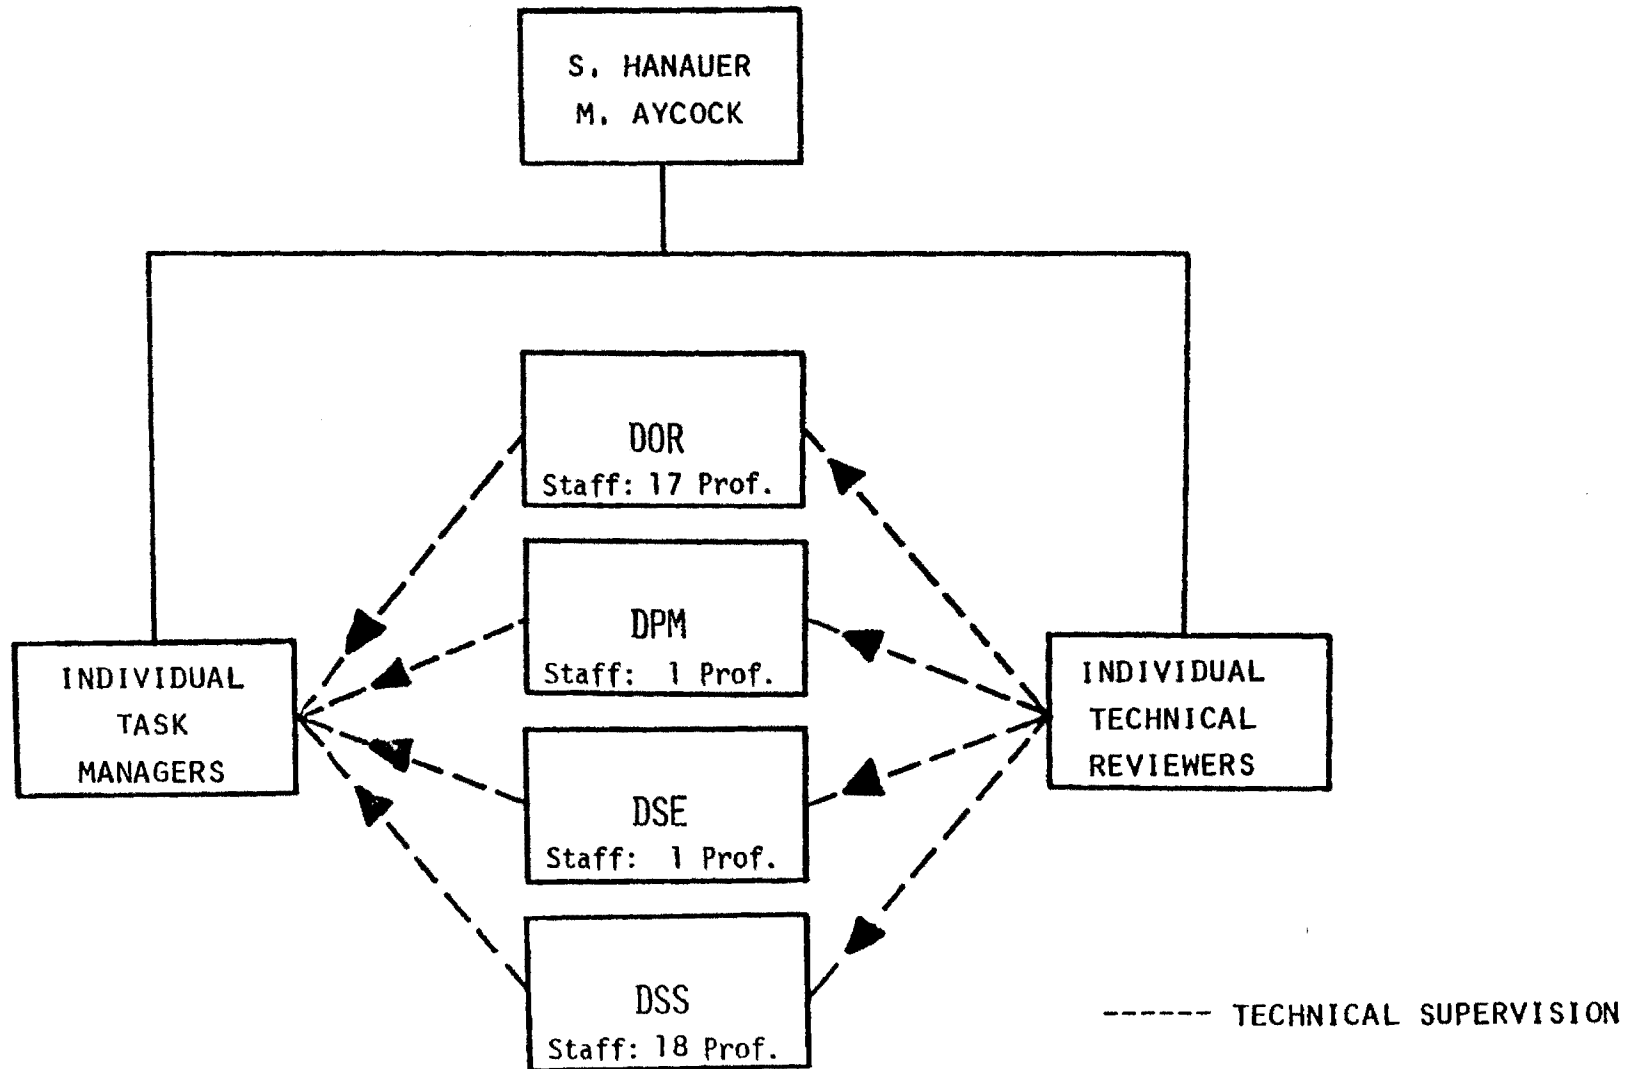 S. HANAUER
M. AYCOCK
DOR
Staff: 17 Prof.
DPM
Staff: 1 Prof.
INDIVIDUAL
TASK
MANAGERS
INDIVIDUAL
TECHNICAL
REVIEWERS
DSE
Staff: 1 Prof.
DSS
Staff: 18 Prof.
------ TECHNICAL SUPERVISION